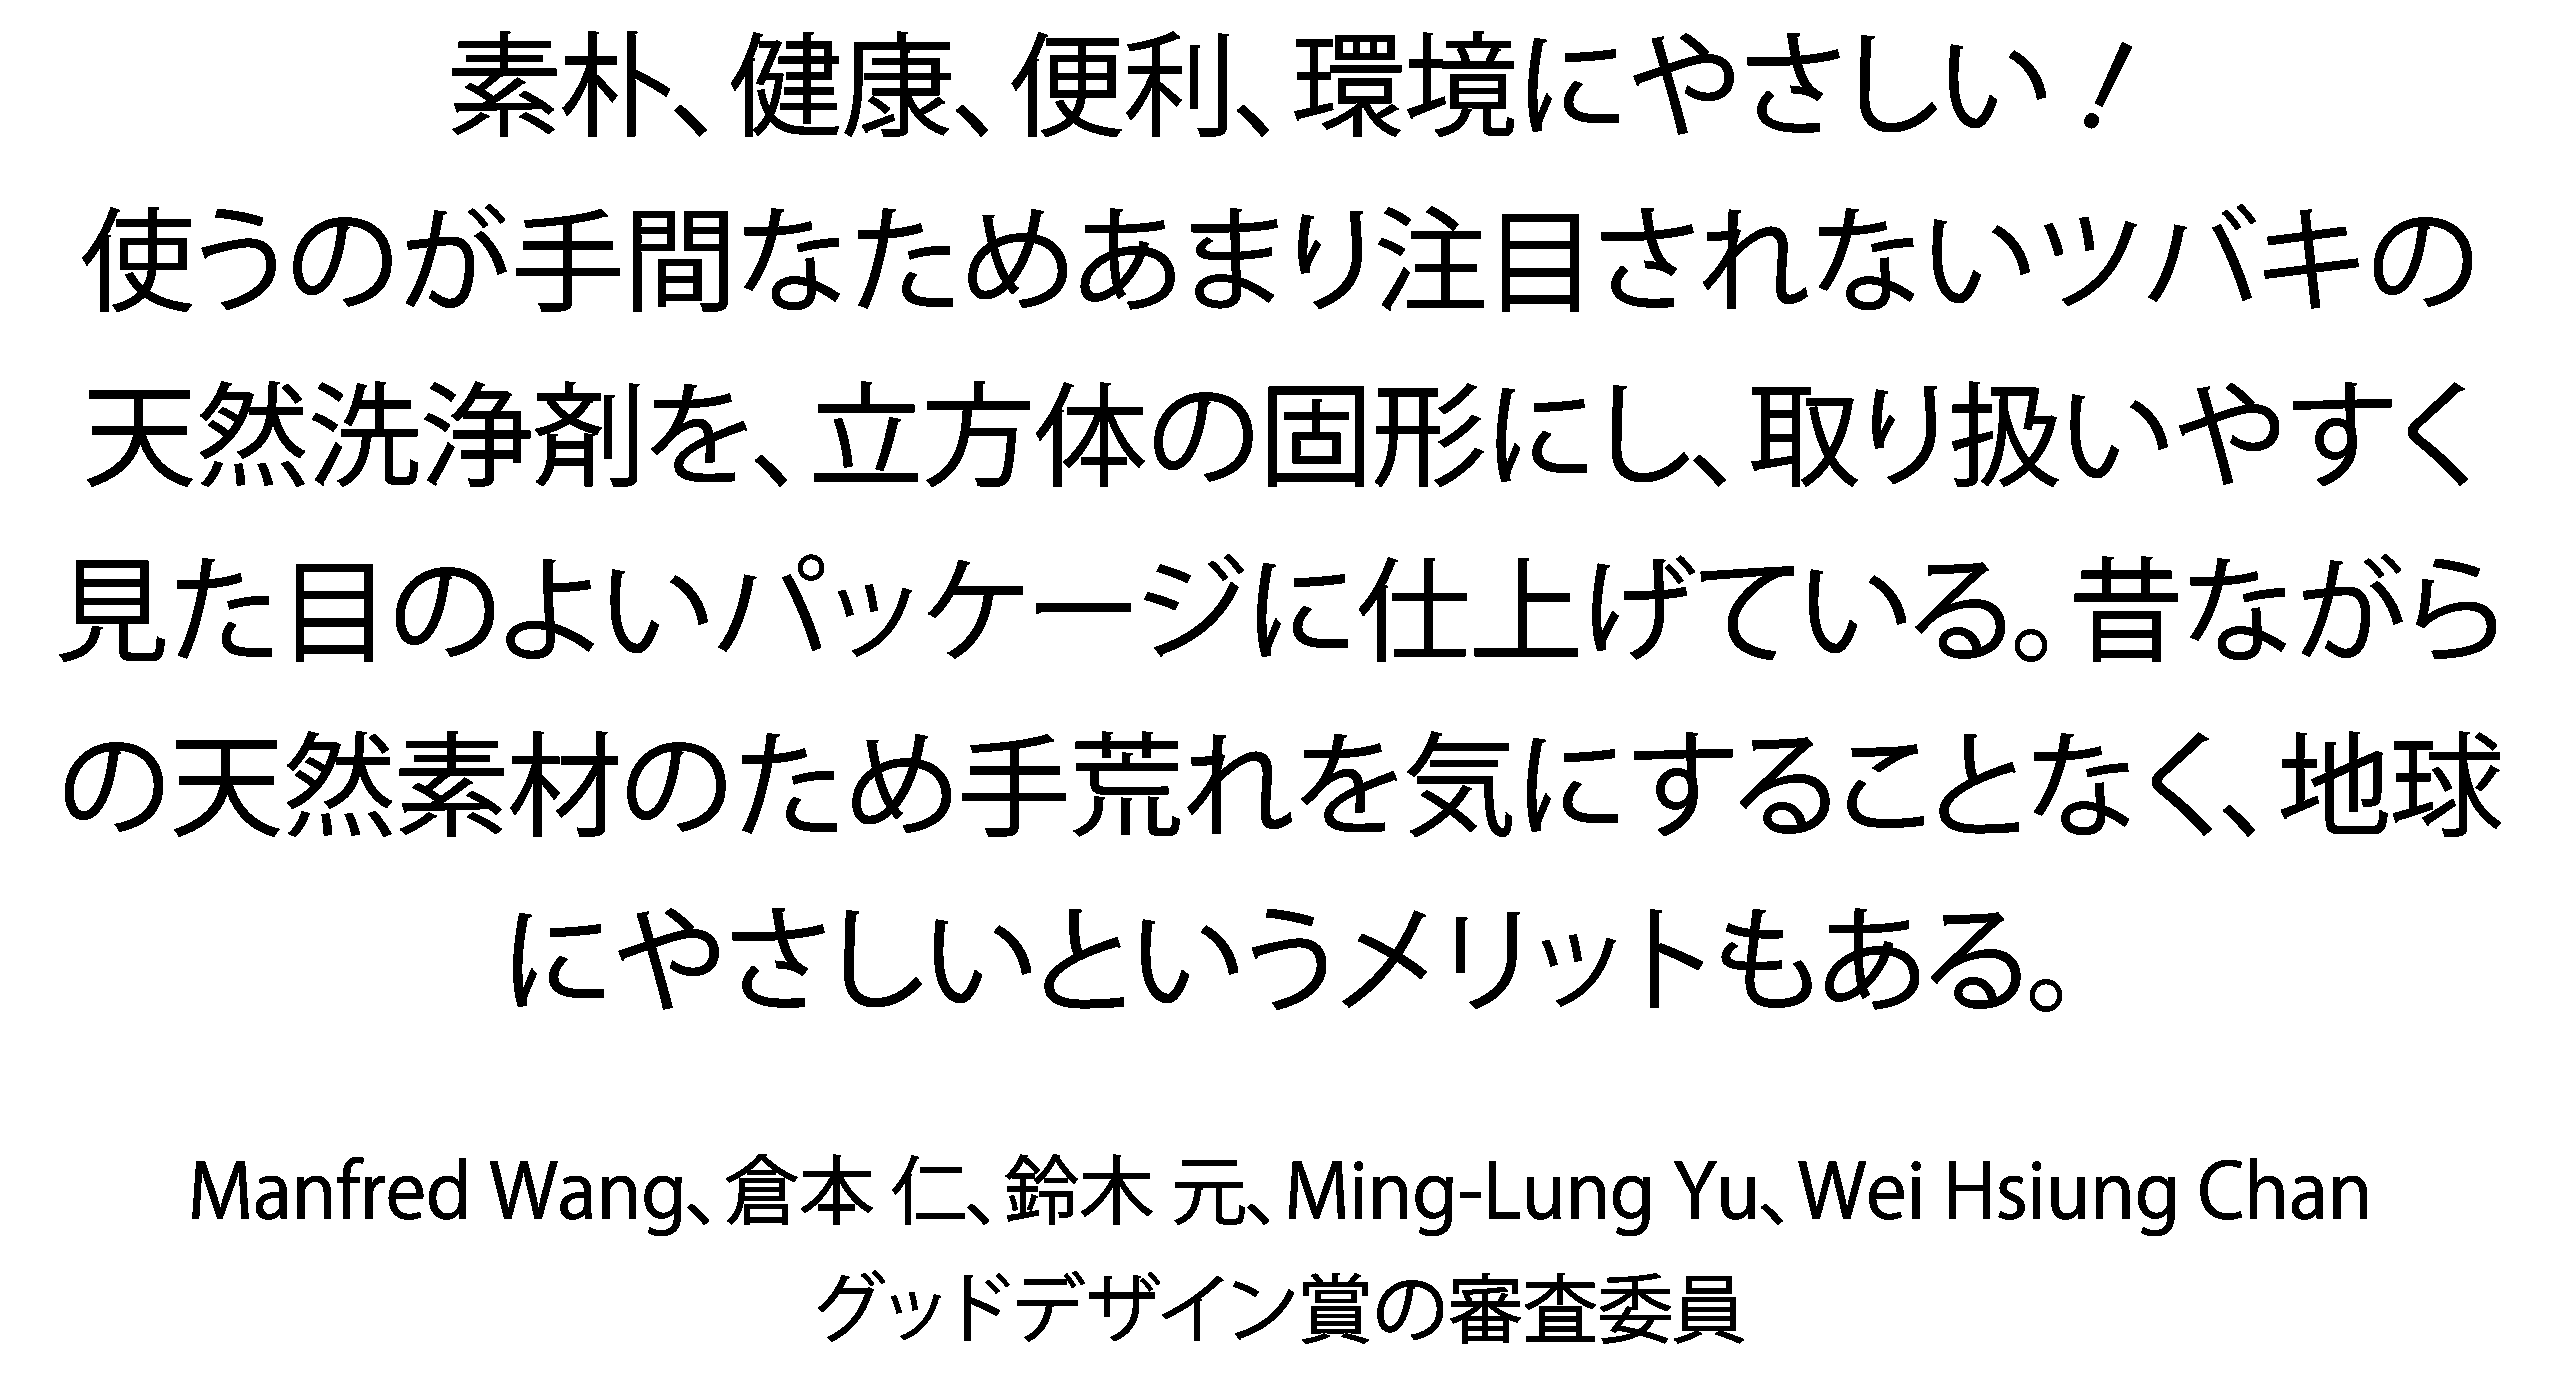 素朴、健康、便利、環境にやさしい！
使うのが手間なためあまり注目されないツバキの
天然洗浄剤を、立方体の固形にし、取り扱いやすく
見た目のよいパッケージに仕上げている。昔ながら
の天然素材のため手荒れを気にすることなく、地球
にやさしいというメリットもある。
Manfred Wang、倉本 仁、鈴木 元、Ming-Lung Yu、Wei Hsiung Chan
グッドデザイン賞の審査委員